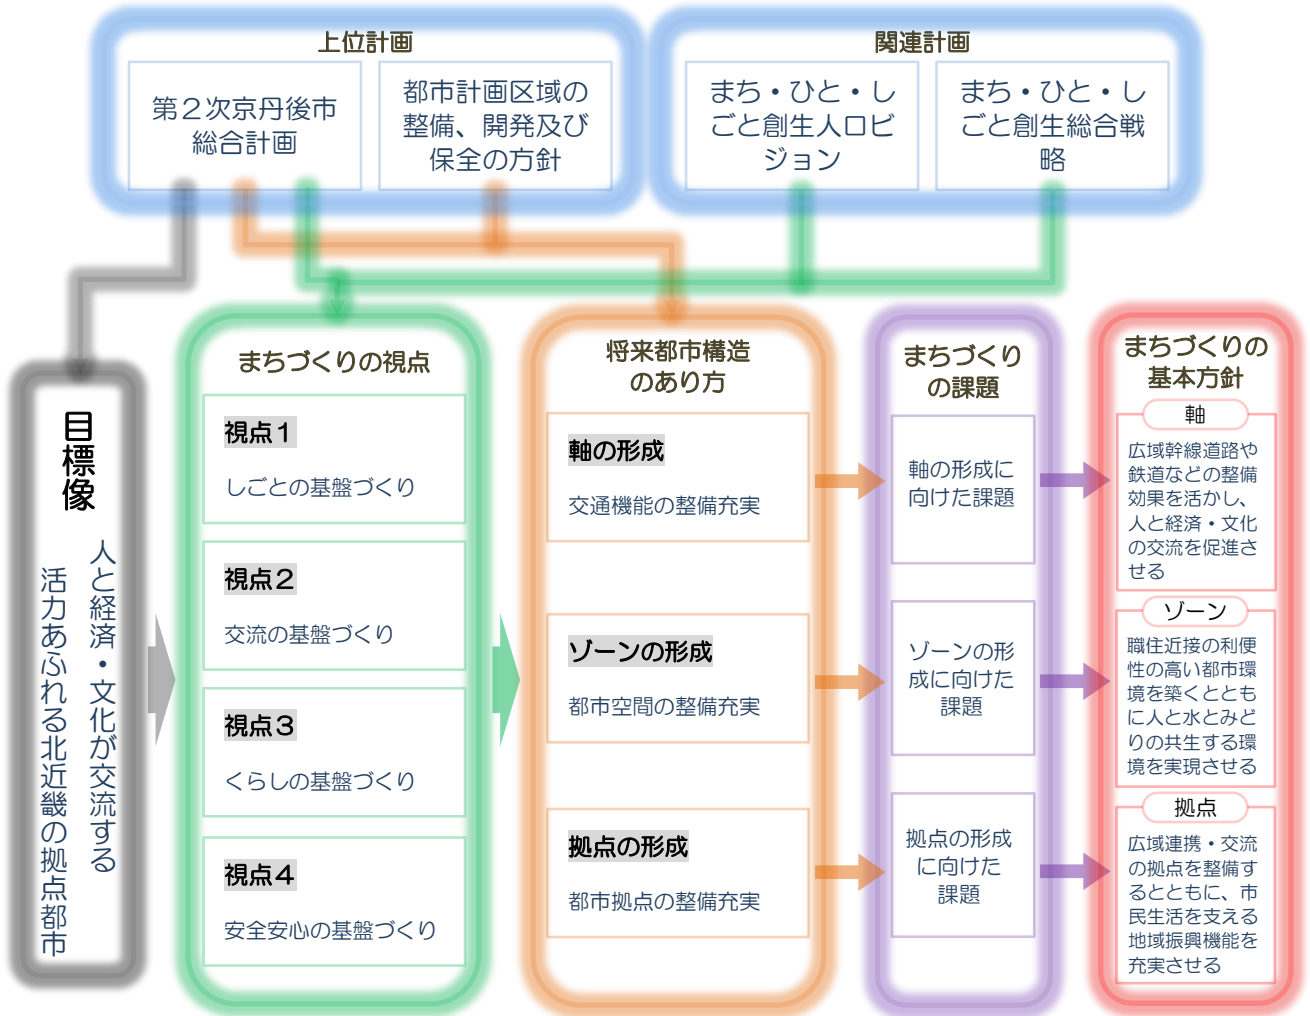 上位計画
第２次京丹後市
総合計画
都市計画区域の
整備、開発及び
保全の方針
関連計画
まち・ひと・し
ごと創生人口ビ
ジョン
まち・ひと・し
ごと創生総合戦
略
目標像
人と経済・文化が交流する
活力あふれる北近畿の拠点都市
まちづくりの視点
視点１
しごとの基盤づくり
視点２
交流の基盤づくり
視点３
くらしの基盤づくり
視点４
安全安心の基盤づくり
将来都市構造
のあり方
軸の形成
交通機能の整備充実
ゾーンの形成
都市空間の整備充実
拠点の形成
都市拠点の整備充実
まちづくり
の課題
軸の形成に
向けた課題
ゾーンの形
成に向けた
課題
拠点の形成
に向けた
課題
まちづくりの
基本方針
軸
広域幹線道路や
鉄道などの整備
効果を活かし、
人と経済・文化
の交流を促進さ
せる
ゾーン
職住近接の利便
性の高い都市環
境を築くととも
に人と水とみど
りの共生する環
境を実現させる
拠点
広域連携・交流
の拠点を整備す
るとともに、市
民生活を支える
地域振興機能を
充実させる